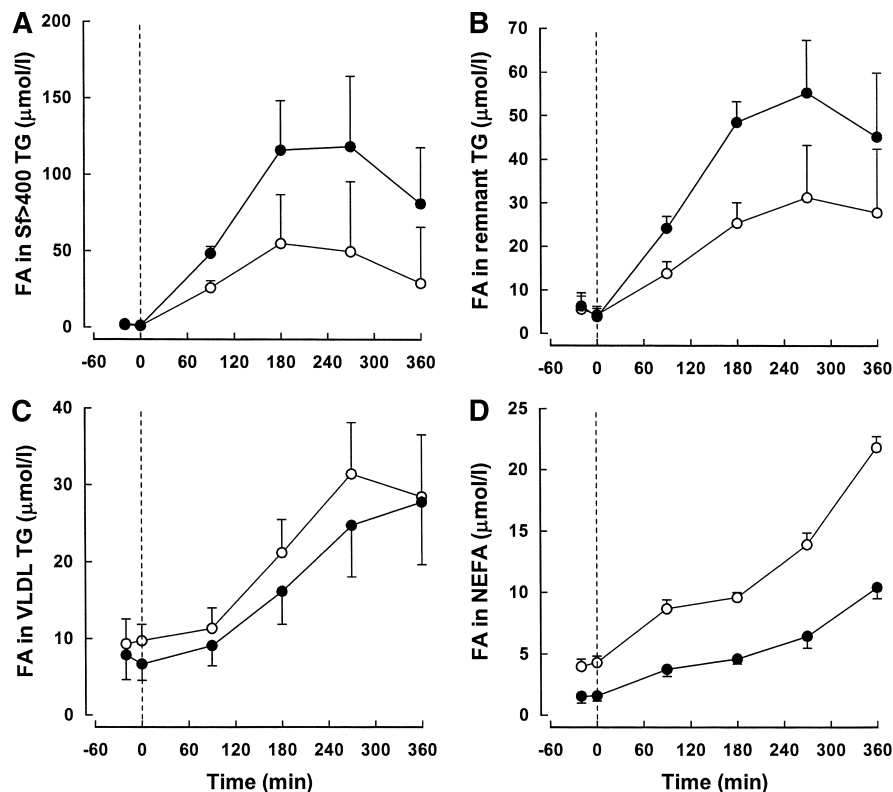 A
FA in Sf>400 TG (μmol/l)
200
150
100
50
0
-60 0 60 120 180 240 300 360
B
FA in remnant TG (μmol/l)
70
60
50
40
30
20
10
0
-60 0 60 120 180 240 300 360
C
FA in VLDL TG (μmol/l)
40
30
20
10
0
-60 0 60 120 180 240 300 360
Time (min)
D
FA in NEFA (μmol/l)
25
20
15
10
5
0
-60 0 60 120 180 240 300 360
Time (min)